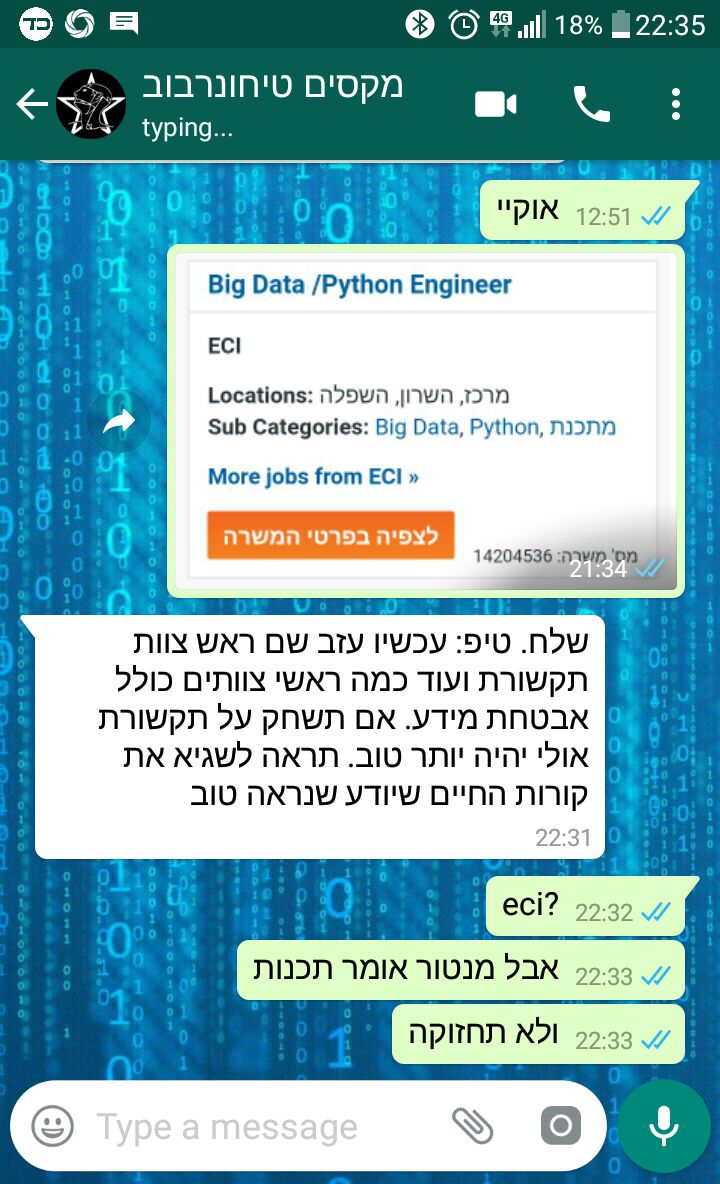 4G 18% 22:35
מקסים טיחונרבוב
typing...
אוקיי 12:51
Big Data /Python Engineer
ECI
Locations: מרכז, השרון, השפלה
Sub Categories: Big Data, Python, מתכנת
More jobs from ECI »
לצפיה בפרטי המשרה
מס' משרה: 14204536
21:34
שלח. טיפ: עכשיו עזב שם ראש צוות
תקשורת ועוד כמה ראשי צוותים כולל
אבטחת מידע. אם תשחק על תקשורת
אולי יהיה יותר טוב. תראה לשגיא את
קורות החיים שיודע שנראה טוב
22:31
eci? 22:32
אבל מנטור אומר תכנות 22:33
ולא תחזוקה 22:33
Type a message